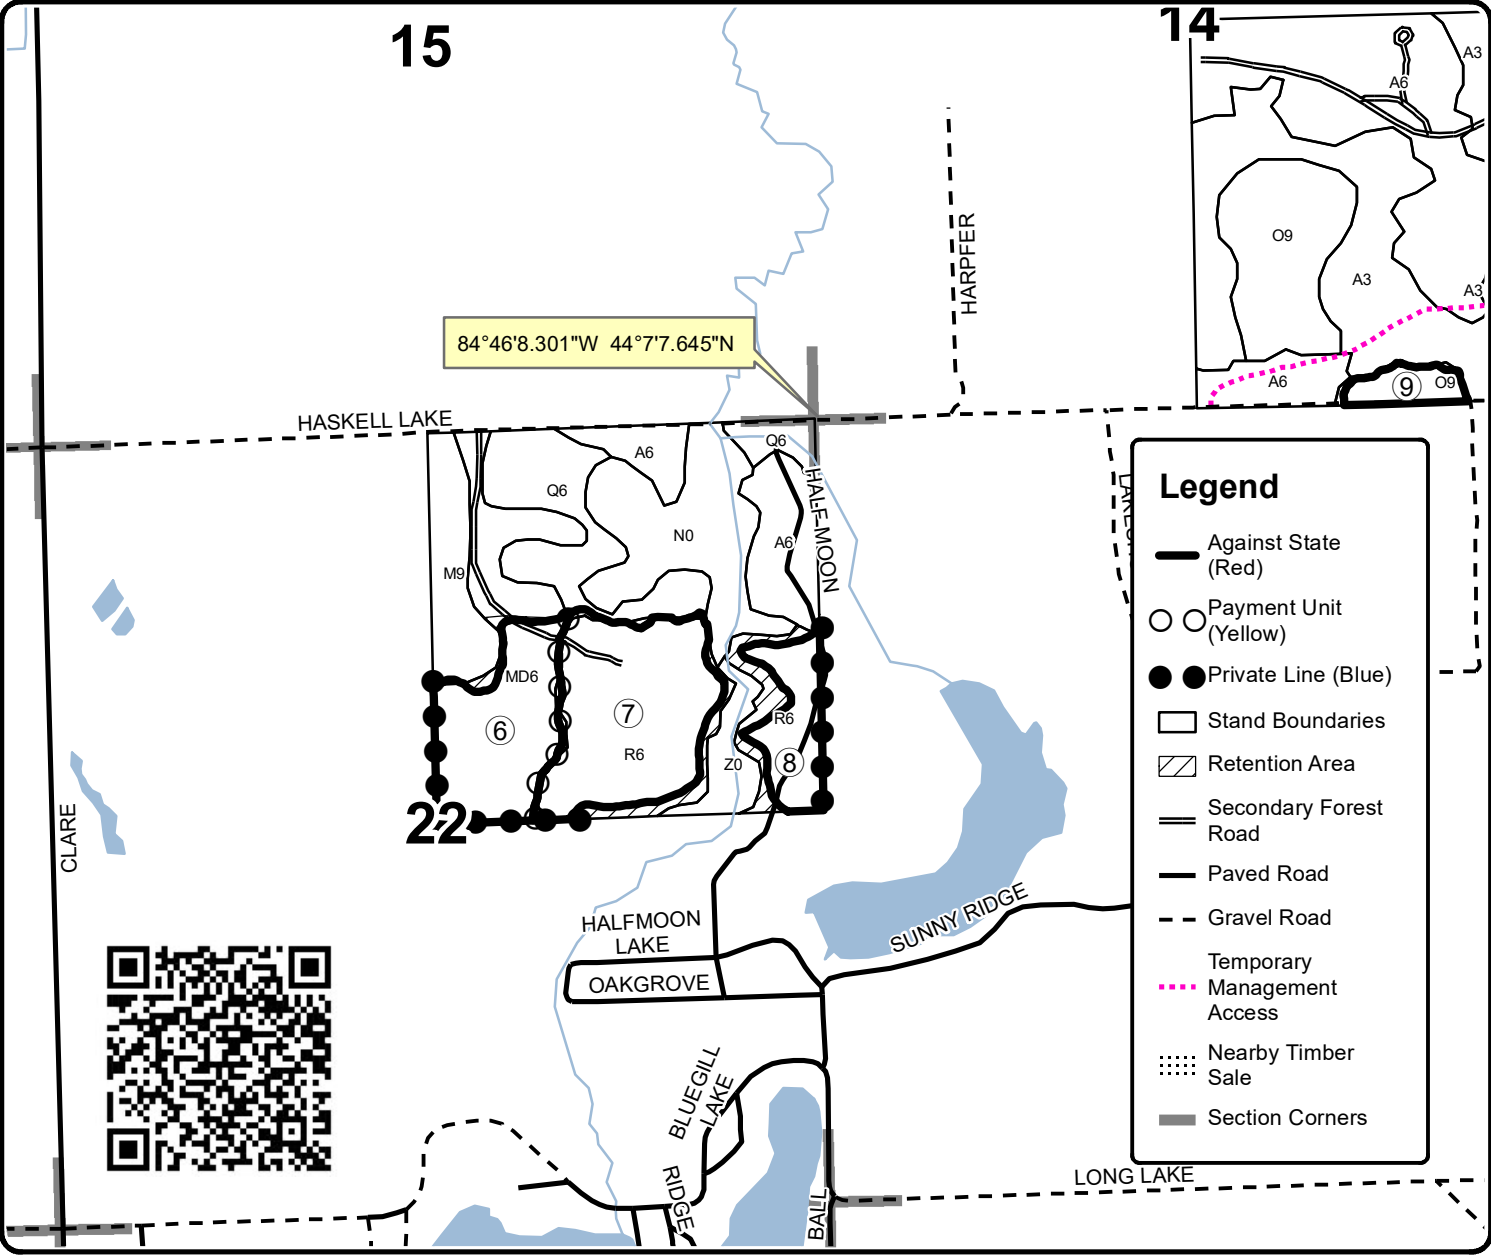 15
14
A3
A6
HARPFER
O9
A3
A3
84°46'8.301"W 44°7'7.645"N
A6
9
O9
HASKELL LAKE
Q6
A6
Q6
N0
A6
HALF MOON
M9
MD6
6
7
R6
R6
Z0
8
22
CLARE
HALFMOON
LAKE
OAKGROVE
SUNNY RIDGE
BLUEGILL
LAKE
RIDGE
BALL
LONG LAKE
Legend
Against State
(Red)
Payment Unit
(Yellow)
Private Line (Blue)
Stand Boundaries
Retention Area
Secondary Forest
Road
Paved Road
Gravel Road
Temporary
Management
Access
Nearby Timber
Sale
Section Corners